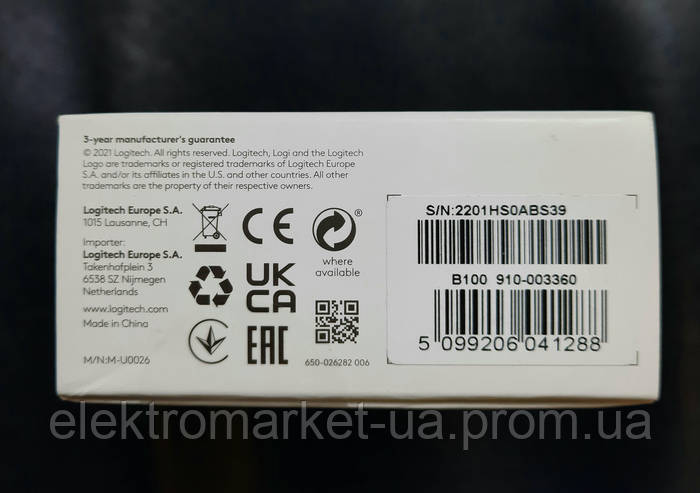 3-year manufacturer's guarantee
© 2021 Logitech. All rights reserved. Logitech, Logi and the Logitech
Logo are trademarks or registered trademarks of Logitech Europe
S.A. and/or its affiliates in the U.S. and other countries. All other
trademarks are the property of their respective owners.
Logitech Europe S.A.
1015 Lausanne, CH
Importer:
Logitech Europe S.A.
Takenhofplein 3
6538 SZ Nijmegen
Netherlands
www.logitech.com
Made in China
M/N:M-U0026
CE
®
where
available
UK
CA
EAC
650-026282 006
S/N:2201HS0ABS39
B100 910-003360
5 099206 041288
elektromarket-ua.prom.ua